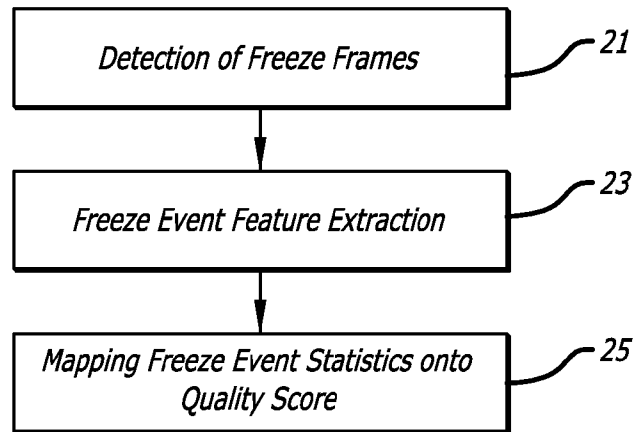 Detection of Freeze Frames
21
Freeze Event Feature Extraction
23
Mapping Freeze Event Statistics onto
Quality Score
25